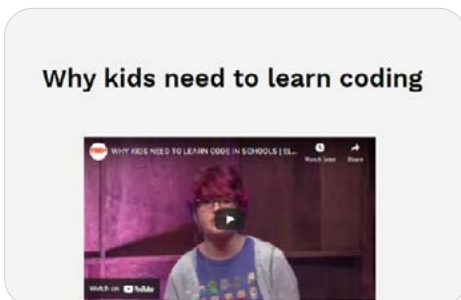 Why kids need to learn coding
TEDx
WHY KIDS NEED TO LEARN CODE IN SCHOOLS | EL...
Watch later
Share
Watch on YouTube